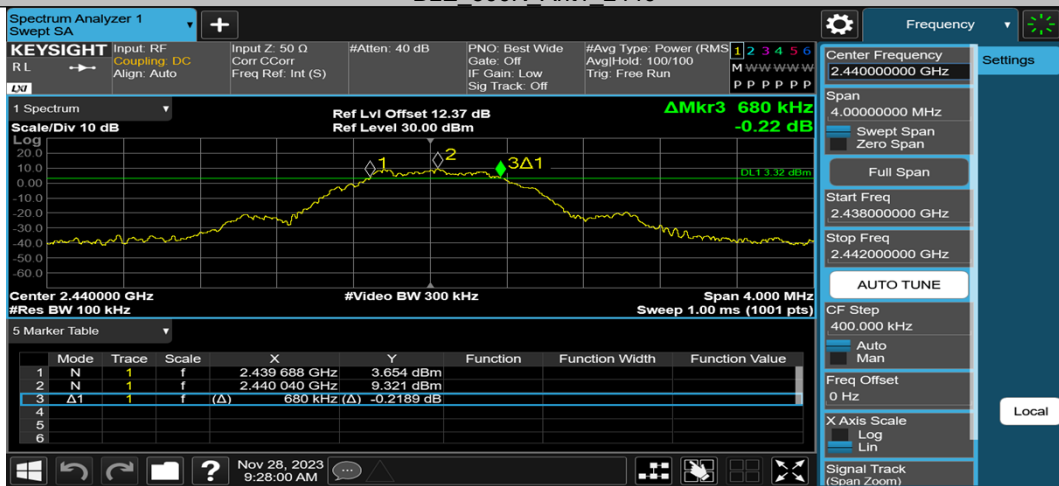 Spectrum Analyzer 1
Swept SA
Frequency
KEYSIGHT
RL
LXI
Input: RF
Coupling: DC
Align: Auto
Input Z: 50 Ω
Corr CCorr
Freq Ref: Int (S)
#Atten: 40 dB
PNO: Best Wide
Gate: Off
IF Gain: Low
Sig Track: Off
#Avg Type: Power (RMS
Avg|Hold: 100/100
Trig: Free Run
1 2 3 4 5 6
M W W W W W
P P P P P P
1 Spectrum
Scale/Div 10 dB
Ref Lvl Offset 12.37 dB
Ref Level 30.00 dBm
ΔMkr3 680 kHz
-0.22 dB
Log
20.0
10.0
0.00
-10.0
-20.0
-30.0
-40.0
-50.0
-60.0
1
2
3Δ1
DL1 3.32 dBm
Center 2.440000 GHz
#Res BW 100 kHz
#Video BW 300 kHz
Span 4.000 MHz
Sweep 1.00 ms (1001 pts)
5 Marker Table
Mode Trace Scale X Y Function Function Width Function Value
1 N 1 f 2.439 688 GHz 3.654 dBm
2 N 1 f 2.440 040 GHz 9.321 dBm
3 Δ1 1 f (Δ) 680 kHz (Δ) -0.2189 dB
4
5
6
Nov 28, 2023
9:28:00 AM
Center Frequency
2.440000000 GHz
Span
4.00000000 MHz
Swept Span
Zero Span
Full Span
Start Freq
2.438000000 GHz
Stop Freq
2.442000000 GHz
AUTO TUNE
CF Step
400.000 kHz
Auto
Man
Freq Offset
0 Hz
X Axis Scale
Log
Lin
Signal Track
(Span Zoom)
Settings
Local